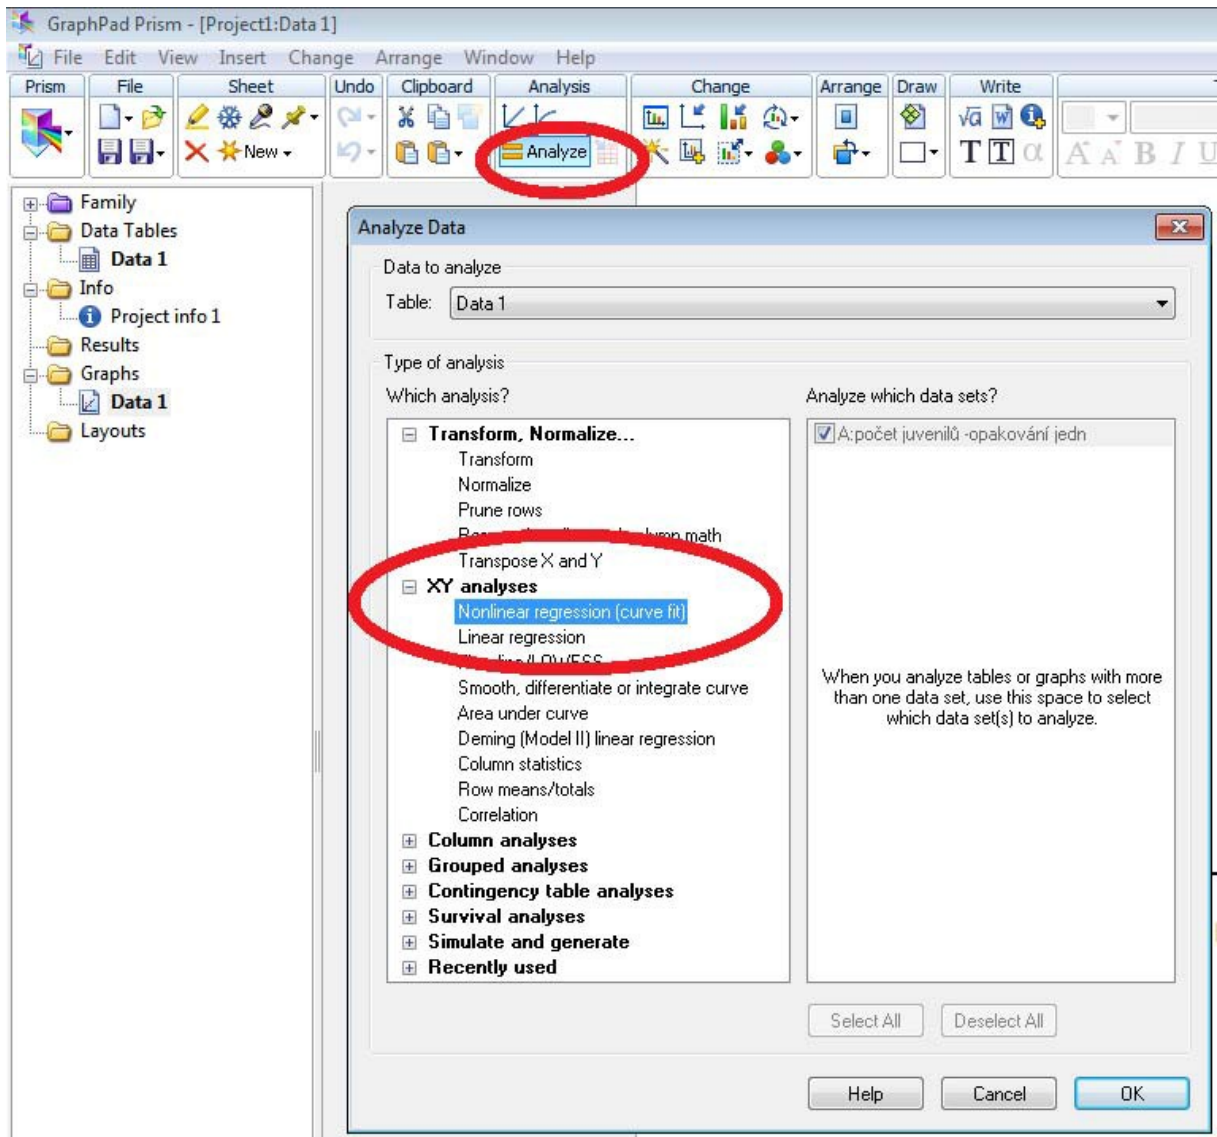 GraphPad Prism - [Project1:Data 1]
File Edit View Insert Change Arrange Window Help
Prism File Sheet Undo Clipboard Analysis Change Arrange Draw Write
New
Analyze
√α
T T α A A B I U
Family
Data Tables
Data 1
Info
Project info 1
Results
Graphs
Data 1
Layouts
Analyze Data
Data to analyze
Table: Data 1
Type of analysis
Which analysis?
Transform, Normalize...
Transform
Normalize
Prune rows
math
Transpose X and Y
XY analyses
Nonlinear regression (curve fit)
Linear regression
Smooth, differentiate or integrate curve
Area under curve
Deming (Model II) linear regression
Column statistics
Row means/totals
Correlation
Column analyses
Grouped analyses
Contingency table analyses
Survival analyses
Simulate and generate
Recently used
Analyze which data sets?
A:počet juvenilů -opakování jedn
When you analyze tables or graphs with more
than one data set, use this space to select
which data set(s) to analyze.
Select All Deselect All
Help Cancel OK